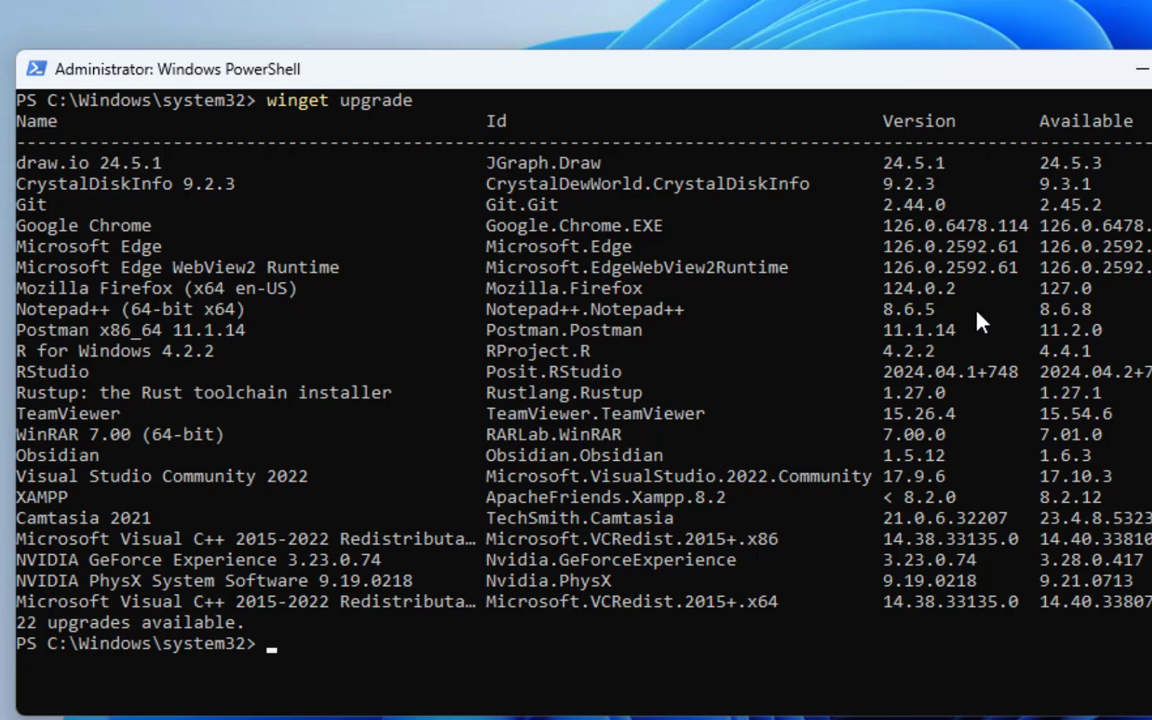 Administrator: Windows PowerShell
PS C:\Windows\system32> winget upgrade
Name Id Version Available
--------------------------------------------------------------------------------------------------------------
draw.io 24.5.1 JGraph.Draw 24.5.1 24.5.3
CrystalDiskInfo 9.2.3 CrystalDewWorld.CrystalDiskInfo 9.2.3 9.3.1
Git Git.Git 2.44.0 2.45.2
Google Chrome Google.Chrome.EXE 126.0.6478.114 126.0.6478.
Microsoft Edge Microsoft.Edge 126.0.2592.61 126.0.2592.
Microsoft Edge WebView2 Runtime Microsoft.EdgeWebView2Runtime 126.0.2592.61 126.0.2592.
Mozilla Firefox (x64 en-US) Mozilla.Firefox 124.0.2 127.0
Notepad++ (64-bit x64) Notepad++.Notepad++ 8.6.5 8.6.8
Postman x86_64 11.1.14 Postman.Postman 11.1.14 11.2.0
R for Windows 4.2.2 RProject.R 4.2.2 4.4.1
RStudio Posit.RStudio 2024.04.1+748 2024.04.2+7
Rustup: the Rust toolchain installer Rustlang.Rustup 1.27.0 1.27.1
TeamViewer TeamViewer.TeamViewer 15.26.4 15.54.6
WinRAR 7.00 (64-bit) RARLab.WinRAR 7.00.0 7.01.0
Obsidian Obsidian.Obsidian 1.5.12 1.6.3
Visual Studio Community 2022 Microsoft.VisualStudio.2022.Community 17.9.6 17.10.3
XAMPP ApacheFriends.Xampp.8.2 < 8.2.0 8.2.12
Camtasia 2021 TechSmith.Camtasia 21.0.6.32207 23.4.8.5323
Microsoft Visual C++ 2015-2022 Redistributa… Microsoft.VCRedist.2015+.x86 14.38.33135.0 14.40.33810
NVIDIA GeForce Experience 3.23.0.74 Nvidia.GeForceExperience 3.23.0.74 3.28.0.417
NVIDIA PhysX System Software 9.19.0218 Nvidia.PhysX 9.19.0218 9.21.0713
Microsoft Visual C++ 2015-2022 Redistributa… Microsoft.VCRedist.2015+.x64 14.38.33135.0 14.40.33807
22 upgrades available.
PS C:\Windows\system32> _